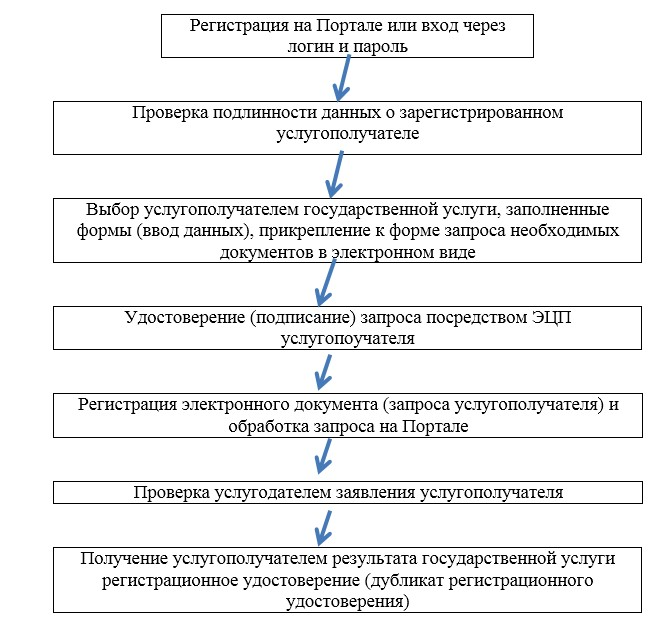 Регистрация на Портале или вход через
логин и пароль
Проверка подлинности данных о зарегистрированном
услугополучателе
Выбор услугополучателем государственной услуги, заполненные
формы (ввод данных), прикрепление к форме запроса необходимых
документов в электронном виде
Удостоверение (подписание) запроса посредством ЭЦП
услугопоучателя
Регистрация электронного документа (запроса услугополучателя) и
обработка запроса на Портале
Проверка услугодателем заявления услугополучателя
Получение услугополучателем результата государственной услуги
регистрационное удостоверение (дубликат регистрационного
удостоверения)